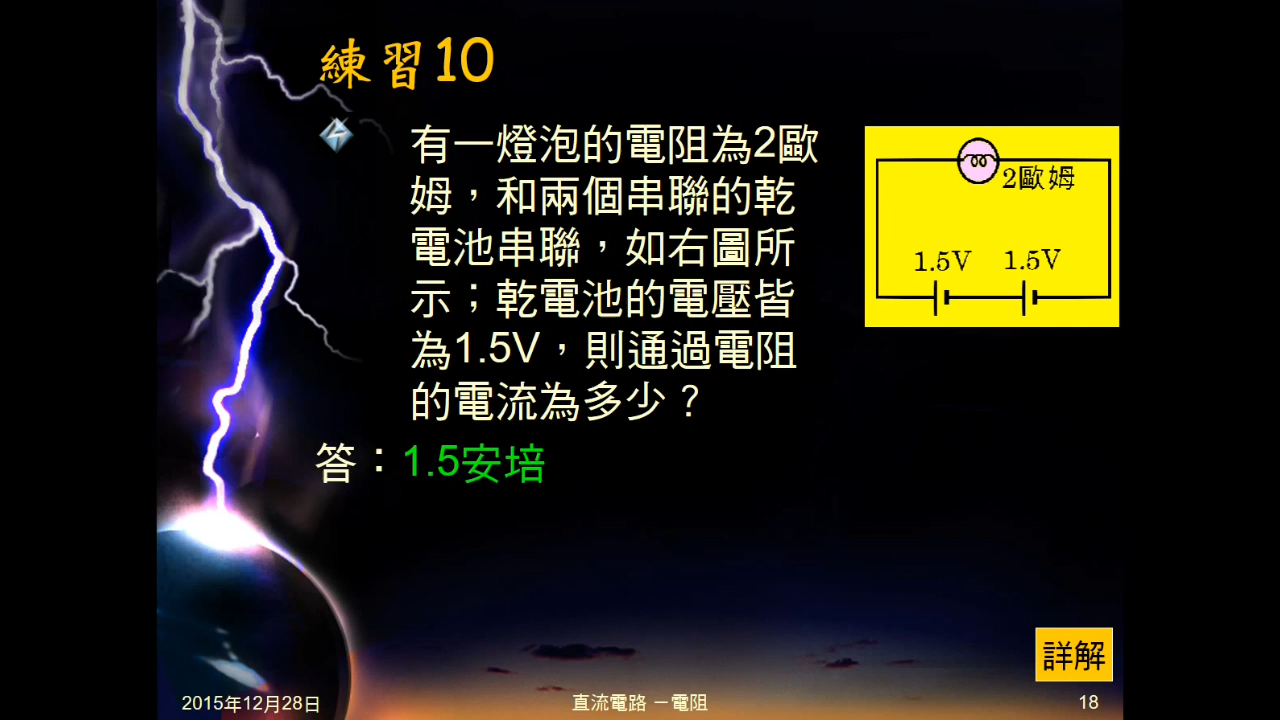 練習10
有一燈泡的電阻為2歐
姆，和兩個串聯的乾
電池串聯，如右圖所
示；乾電池的電壓皆
為1.5V，則通過電阻
的電流為多少？
答：1.5安培
2歐姆
1.5V 1.5V
詳解
2015年12月28日 直流電路 －電阻 18